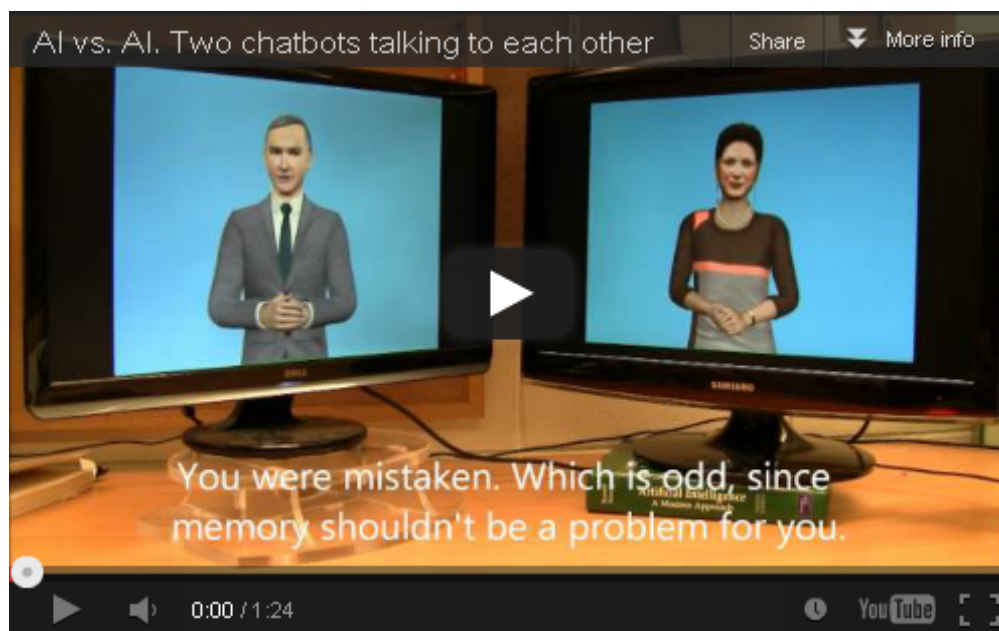 AI vs. AI. Two chatbots talking to each other
Share
More info
DELL
SAMSUNG
You were mistaken. Which is odd, since
memory shouldn't be a problem for you.
Artificial Intelligence
A Modern Approach
0:00 / 1:24
YouTube